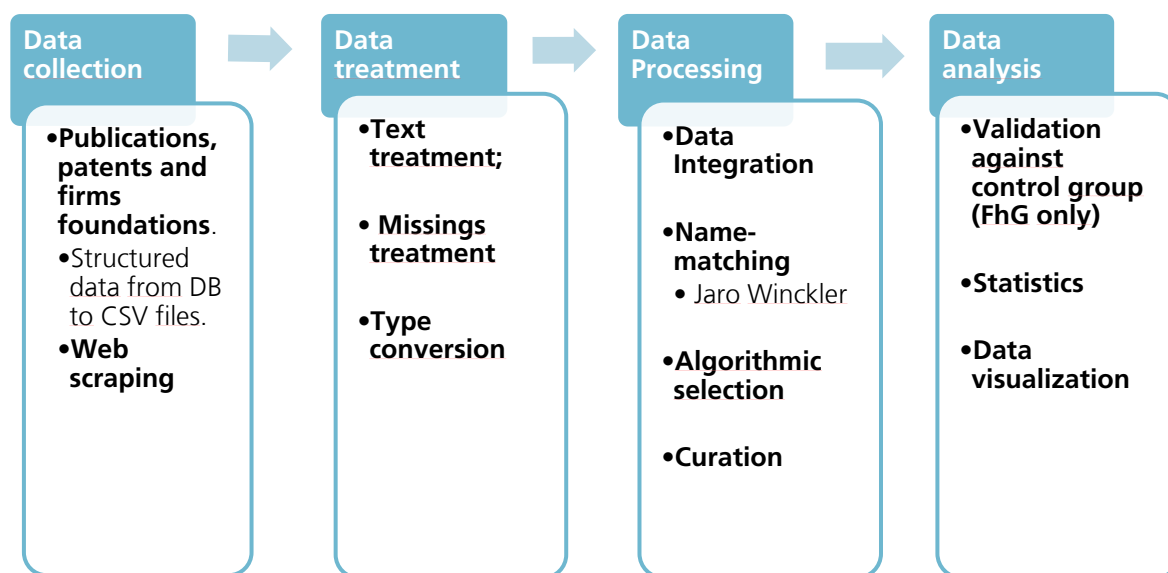 Data
collection
•Publications,
patents and
firms
foundations.
•Structured
data from DB
to CSV files.
•Web
scraping
Data
treatment
•Text
treatment;
• Missings
treatment
•Type
conversion
Data
Processing
•Data
Integration
•Name-
matching
• Jaro Winckler
•Algorithmic
selection
•Curation
Data
analysis
•Validation
against
control group
(FhG only)
•Statistics
•Data
visualization